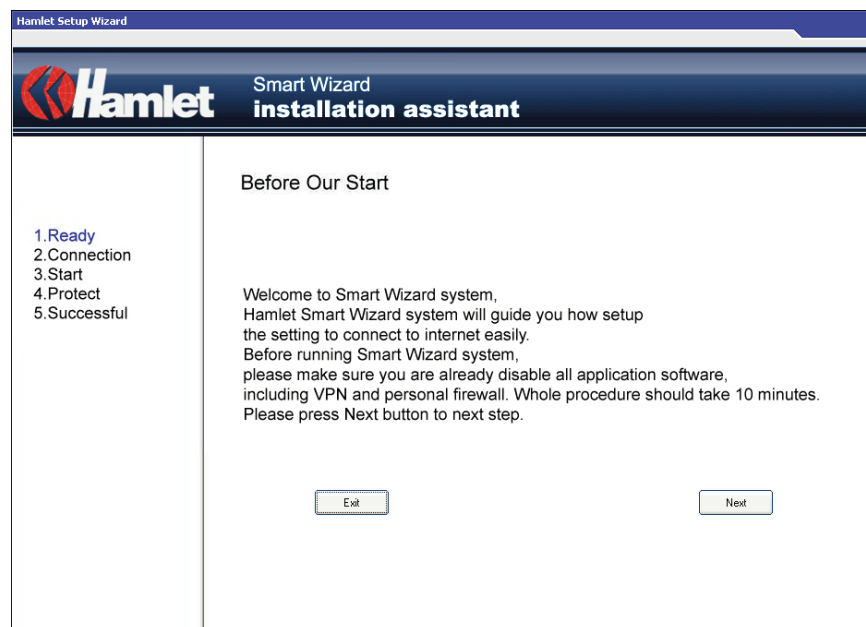 Hamlet Setup Wizard
Hamlet
Smart Wizard
installation assistant
Before Our Start
1.Ready
2.Connection
3.Start
4.Protect
5.Successful
Welcome to Smart Wizard system,
Hamlet Smart Wizard system will guide you how setup
the setting to connect to internet easily.
Before running Smart Wizard system,
please make sure you are already disable all application software,
including VPN and personal firewall. Whole procedure should take 10 minutes.
Please press Next button to next step.
Exit
Next